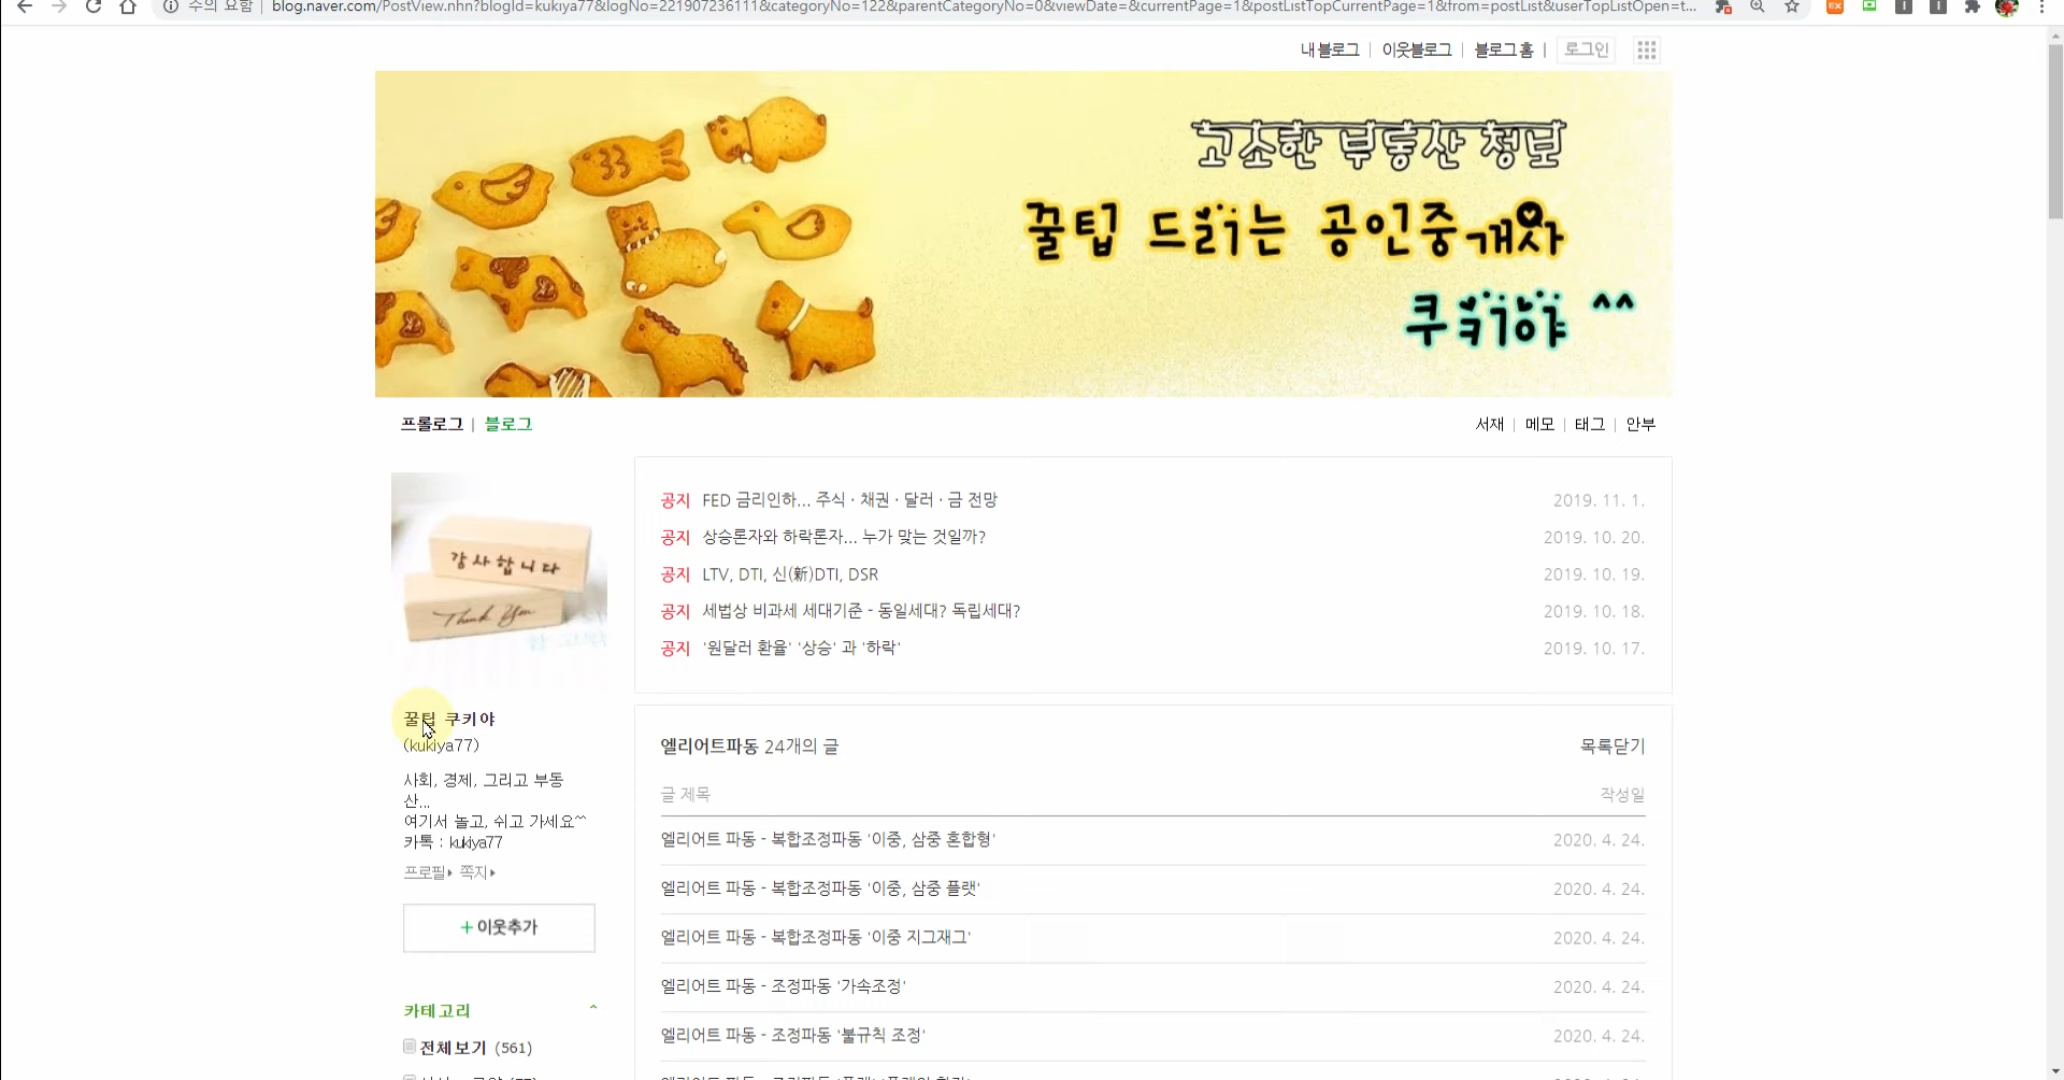 주의 요함 | blog.naver.com/PostView.nhn?blogId=kukiya77&logNo=221907236111&categoryNo=122&parentCategoryNo=0&viewDate=&currentPage=1&postListTopCurrentPage=1&from=postList&userTopListOpen=t...
내 블로그 | 이웃블로그 | 블로그 홈 | 로그인
고소한 부동산 정보
꿀팁 드리는 공인중개사
쿠키야 ^^
프롤로그 | 블로그
서재 | 메모 | 태그 | 안부
감사합니다
Thank You
공지 FED 금리인하... 주식 · 채권 · 달러 · 금 전망 2019. 11. 1.
공지 상승론자와 하락론자... 누가 맞는 것일까? 2019. 10. 20.
공지 LTV, DTI, 신(新)DTI, DSR 2019. 10. 19.
공지 세법상 비과세 세대기준 - 동일세대? 독립세대? 2019. 10. 18.
공지 '원달러 환율' '상승' 과 '하락' 2019. 10. 17.
꿀팁 쿠키야
(kukiya77)
사회, 경제, 그리고 부동
산...
여기서 놀고, 쉬고 가세요^^
카톡 : kukiya77
프로필 쪽지
+ 이웃추가
카테고리
전체보기 (561)
엘리어트파동 24개의 글 목록닫기
글 제목 작성일
엘리어트 파동 - 복합조정파동 '이중, 삼중 혼합형' 2020. 4. 24.
엘리어트 파동 - 복합조정파동 '이중, 삼중 플랫' 2020. 4. 24.
엘리어트 파동 - 복합조정파동 '이중 지그재그' 2020. 4. 24.
엘리어트 파동 - 조정파동 '가속조정' 2020. 4. 24.
엘리어트 파동 - 조정파동 '불규칙 조정' 2020. 4. 24.